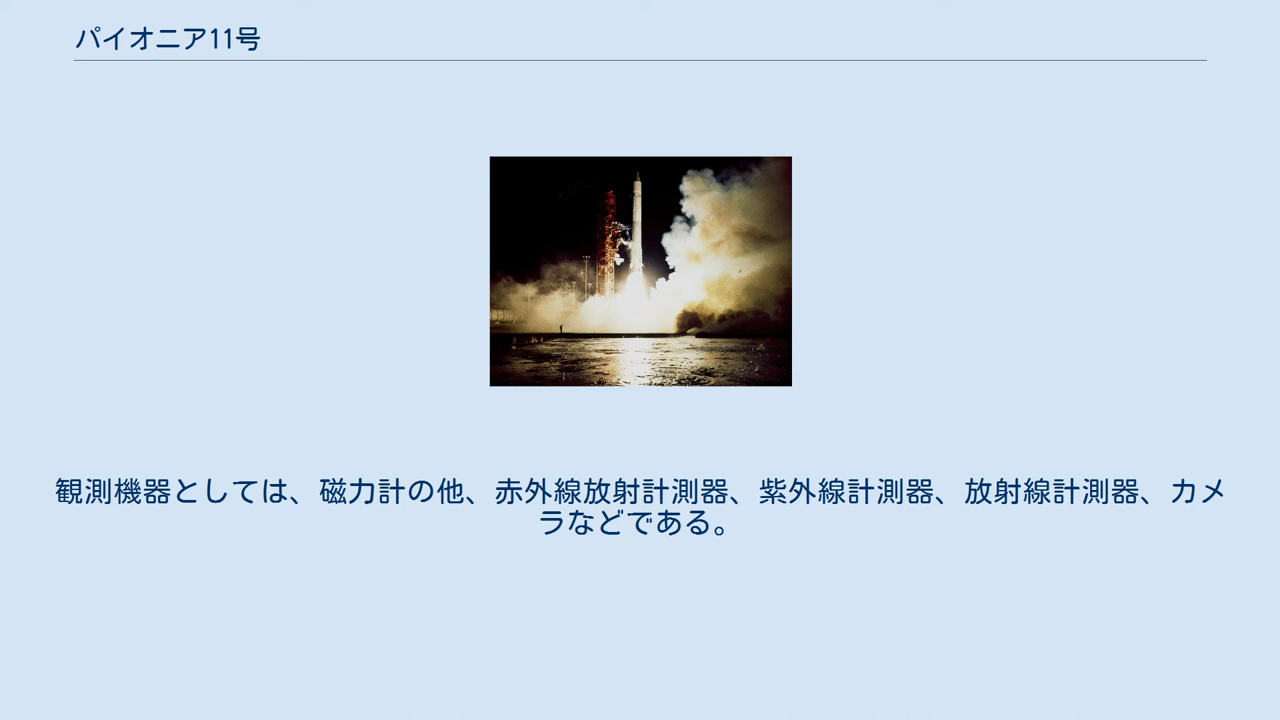 パイオニア11号
観測機器としては、磁力計の他、赤外線放射計測器、紫外線計測器、放射線計測器、カメ
ラなどである。